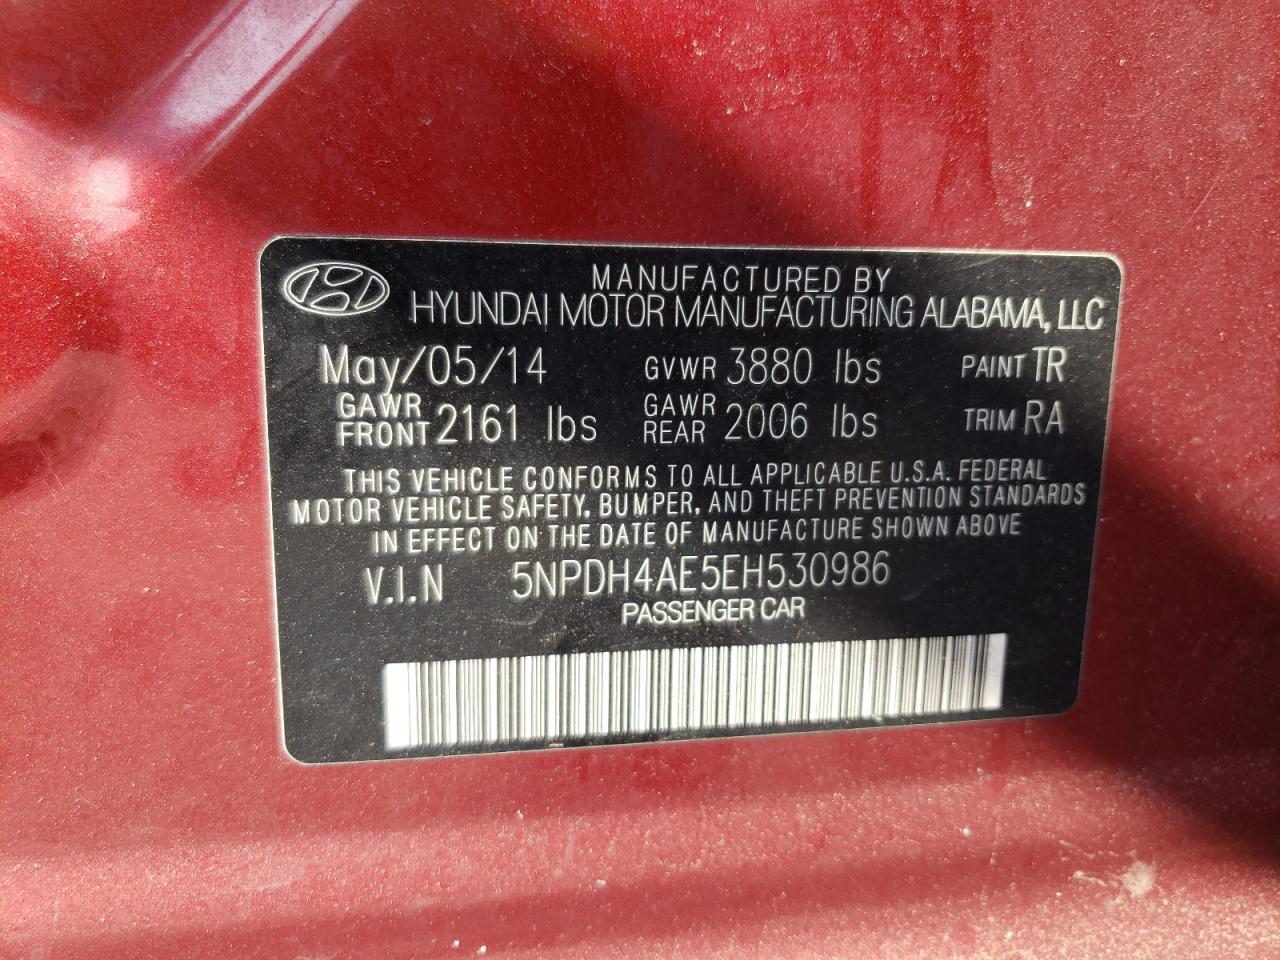 MANUFACTURED BY
HYUNDAI MOTOR MANUFACTURING ALABAMA, LLC
May/05/14 GVWR 3880 lbs PAINT TR
GAWR FRONT 2161 lbs GAWR REAR 2006 lbs TRIM RA
THIS VEHICLE CONFORMS TO ALL APPLICABLE U.S.A. FEDERAL
MOTOR VEHICLE SAFETY, BUMPER, AND THEFT PREVENTION STANDARDS
IN EFFECT ON THE DATE OF MANUFACTURE SHOWN ABOVE
V.I.N 5NPDH4AE5EH530986
PASSENGER CAR